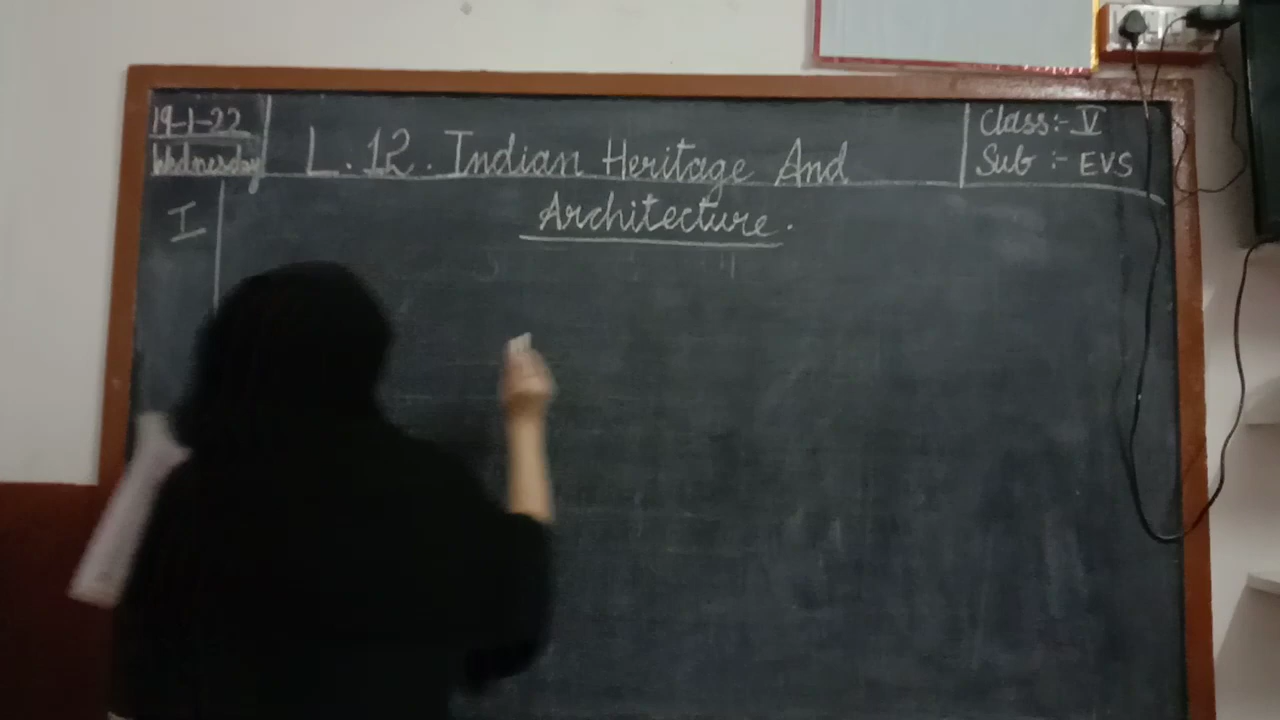 19-1-22
Wednesday
L. 12. Indian Heritage And
Architecture.
Class:- V
Sub :- EVS
I